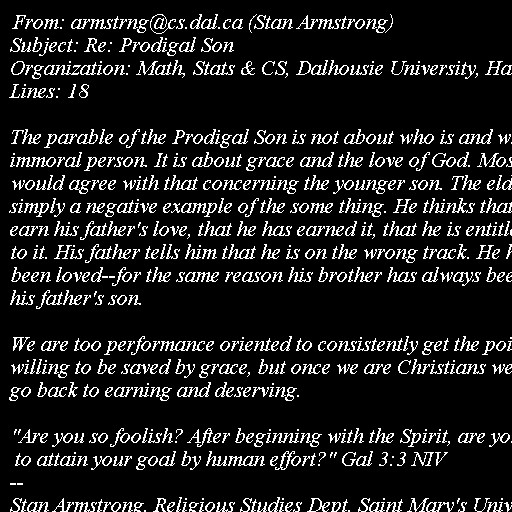 From: armstrng@cs.dal.ca (Stan Armstrong)
Subject: Re: Prodigal Son
Organization: Math, Stats & CS, Dalhousie University, Ha
Lines: 18

The parable of the Prodigal Son is not about who is and w
immoral person. It is about grace and the love of God. Mos
would agree with that concerning the younger son. The eld
simply a negative example of the some thing. He thinks that
earn his father's love, that he has earned it, that he is entitl
to it. His father tells him that he is on the wrong track. He h
been loved--for the same reason his brother has always bee
his father's son.

We are too performance oriented to consistently get the poi
willing to be saved by grace, but once we are Christians we
go back to earning and deserving.

"Are you so foolish? After beginning with the Spirit, are yo
to attain your goal by human effort?" Gal 3:3 NIV
--
Stan Armstrong. Religious Studies Dept. Saint Mary's Univ